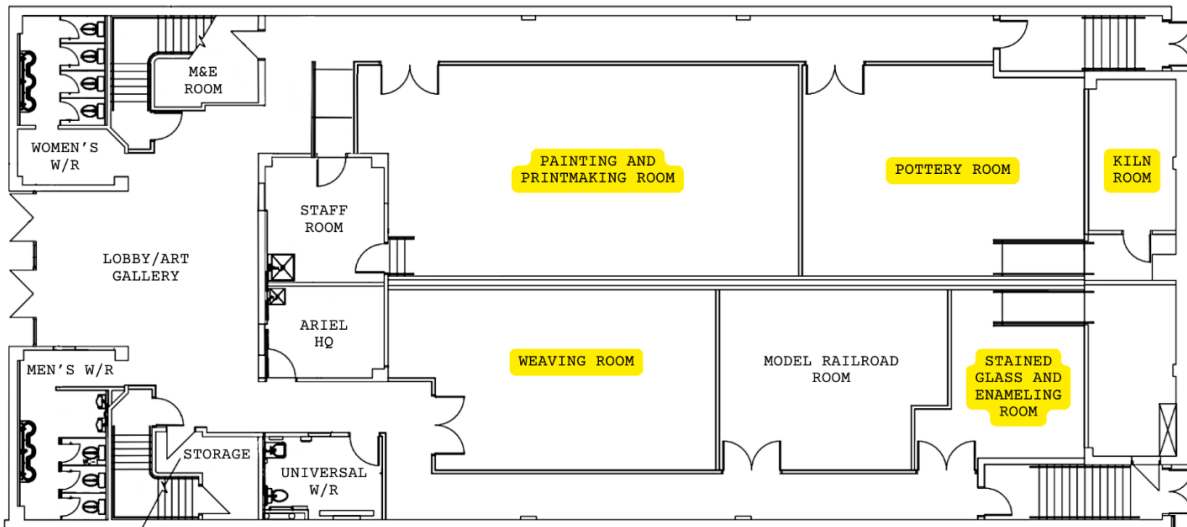 M&E
ROOM
WOMEN'S
W/R
PAINTING AND
PRINTMAKING ROOM
POTTERY ROOM
KILN
ROOM
STAFF
ROOM
LOBBY/ART
GALLERY
ARIEL
HQ
MEN'S W/R
WEAVING ROOM
MODEL RAILROAD
ROOM
STAINED
GLASS AND
ENAMELING
ROOM
STORAGE
UNIVERSAL
W/R